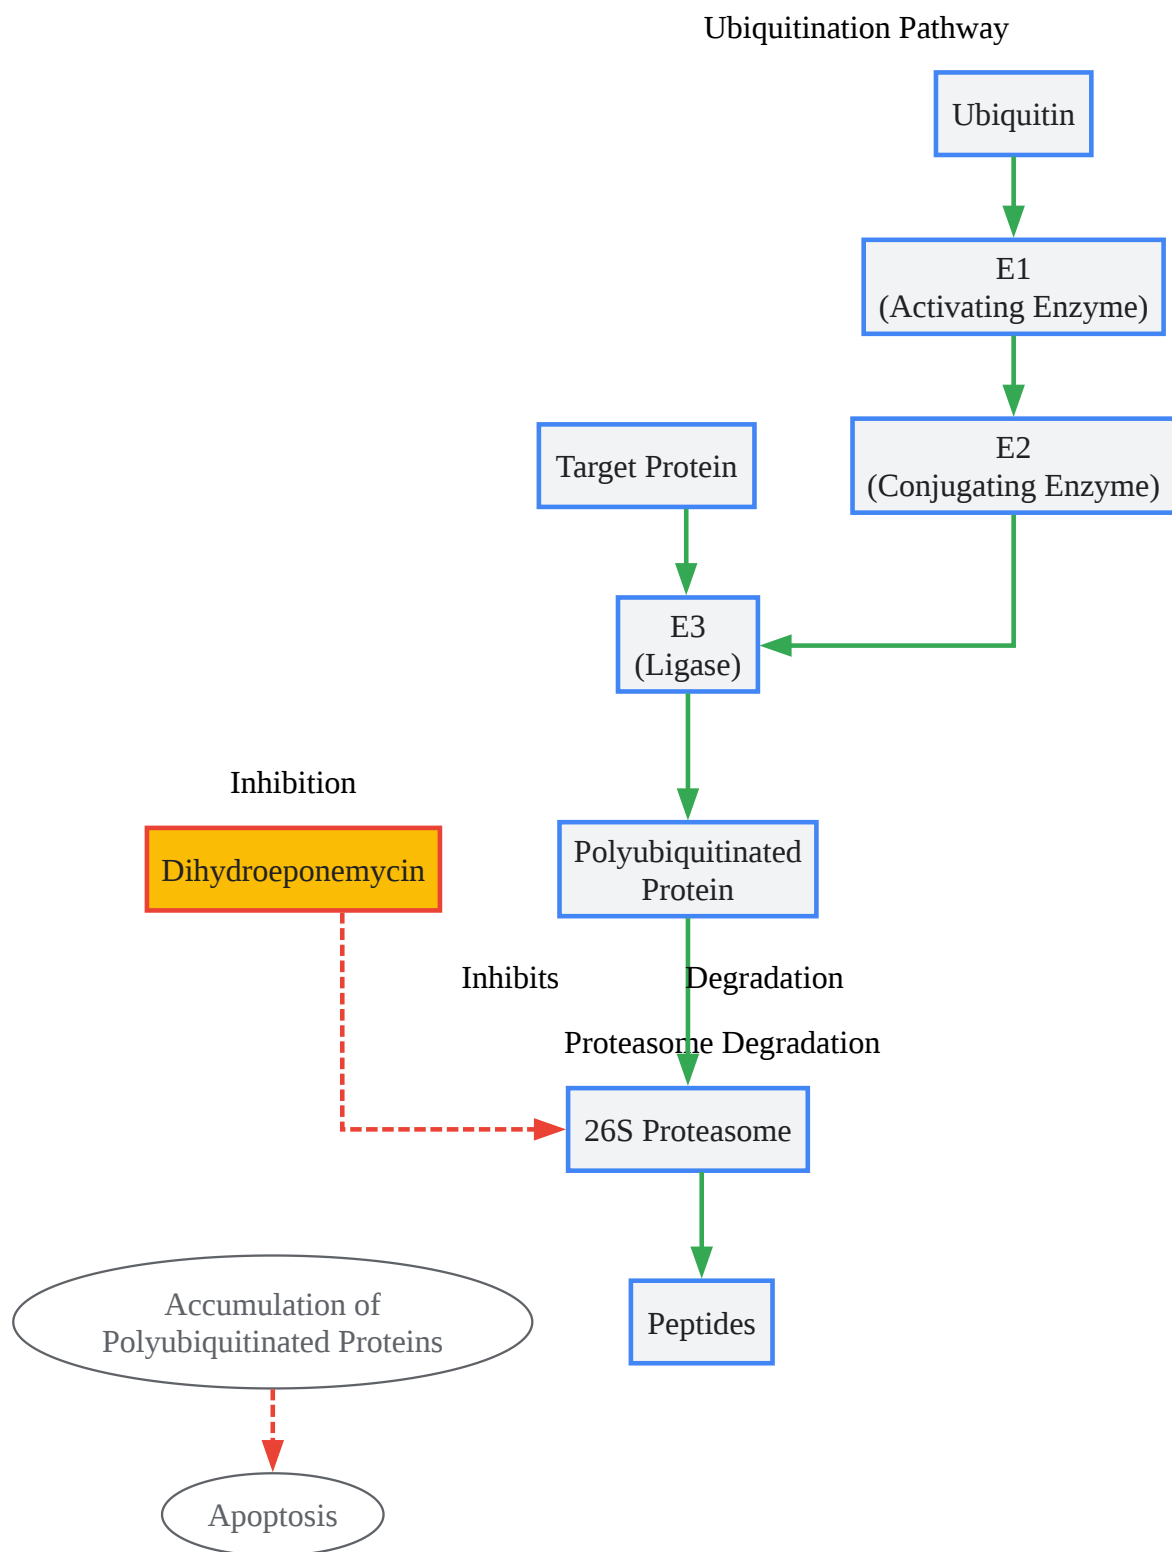 Ubiquitination Pathway
Ubiquitin
E1
(Activating Enzyme)
E2
(Conjugating Enzyme)
Target Protein
E3
(Ligase)
Inhibition
Dihydroeponemycin
Polyubiquitinated
Protein
Inhibits
Degradation
Proteasome Degradation
26S Proteasome
Peptides
Accumulation of
Polyubiquitinated Proteins
Apoptosis